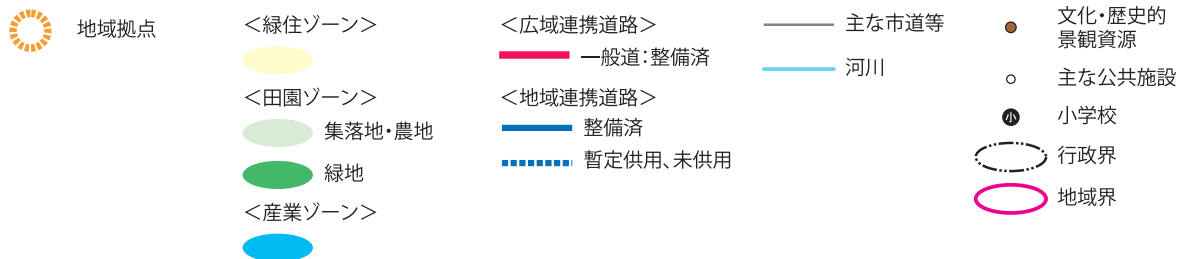 地域拠点
＜緑住ゾーン＞
＜田園ゾーン＞
集落地・農地
緑地
＜産業ゾーン＞
＜広域連携道路＞
一般道：整備済
＜地域連携道路＞
整備済
暫定供用、未供用
主な市道等
河川
文化・歴史的
景観資源
主な公共施設
小
小学校
行政界
地域界